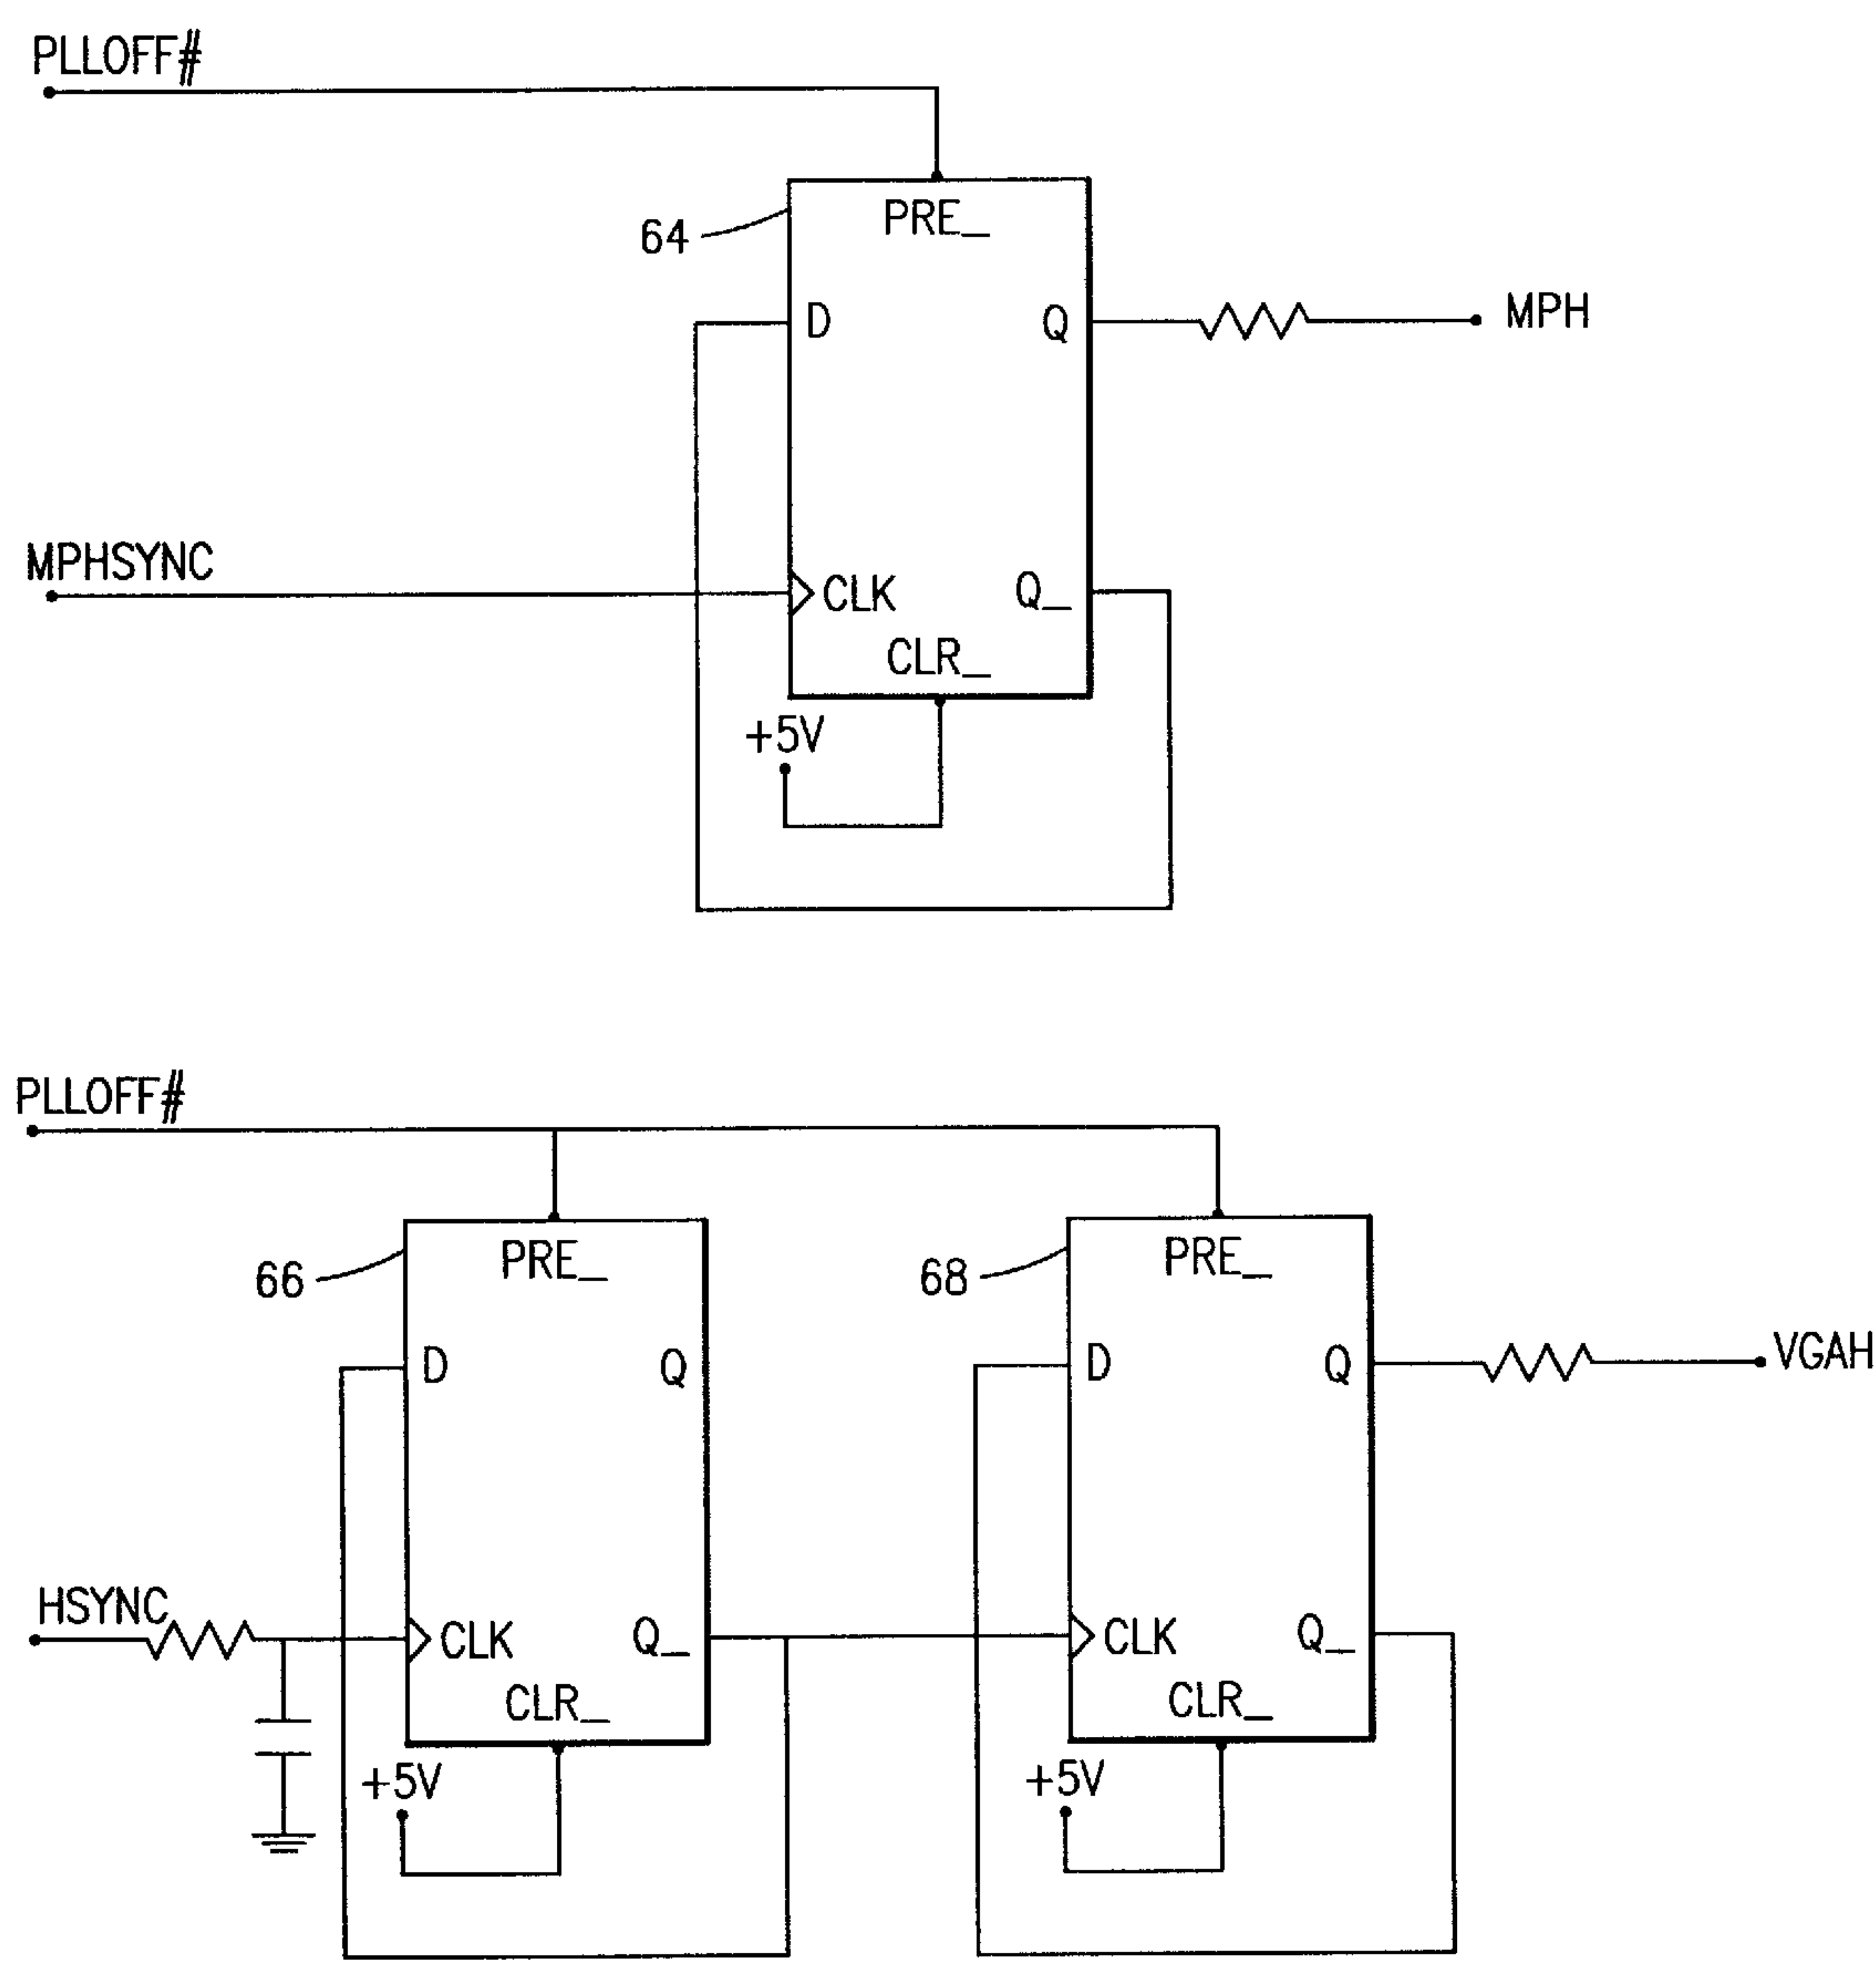 PLLOFF#
64
PRE_
D
Q
MPH
MPHSYNC
CLK
Q_
CLR_
+5V
PLLOFF#
66
PRE_
68
PRE_
D
Q
D
Q
VGAH
HSYNC
CLK
Q_
CLK
Q_
CLR_
CLR_
+5V
+5V